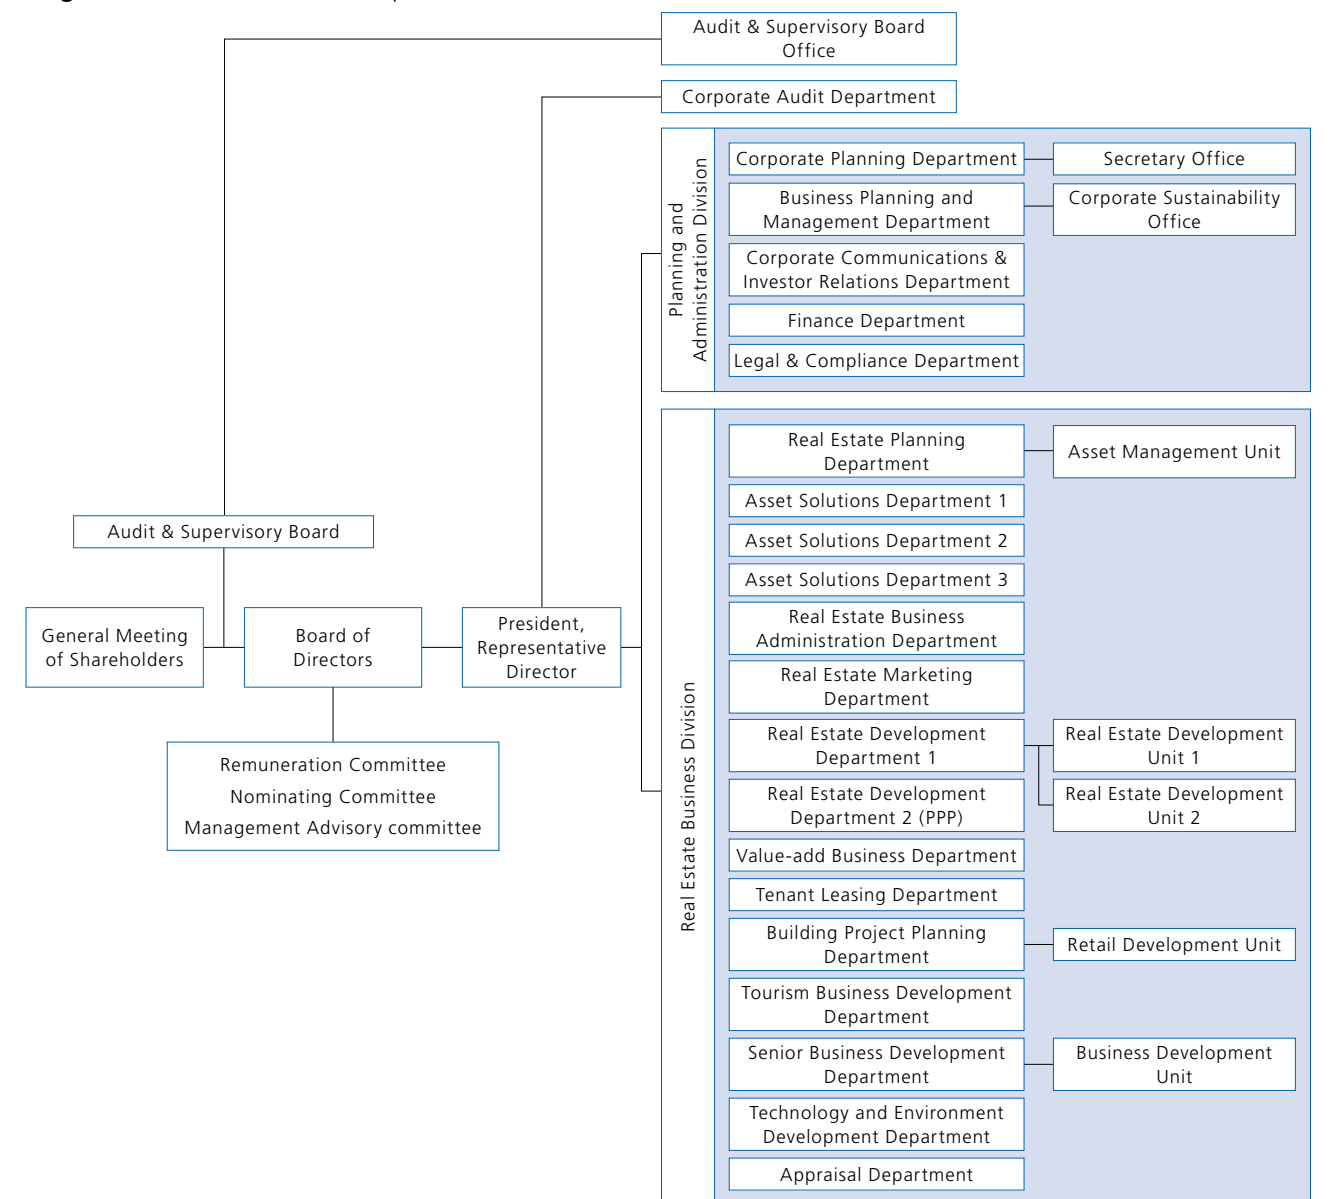 Audit & Supervisory Board
Office
Corporate Audit Department
Planning and
Administration Division
Corporate Planning Department
Secretary Office
Business Planning and
Management Department
Corporate Sustainability
Office
Corporate Communications &
Investor Relations Department
Finance Department
Legal & Compliance Department
Audit & Supervisory Board
General Meeting
of Shareholders
Board of
Directors
President,
Representative
Director
Remuneration Committee
Nominating Committee
Management Advisory committee
Real Estate Business Division
Real Estate Planning
Department
Asset Management Unit
Asset Solutions Department 1
Asset Solutions Department 2
Asset Solutions Department 3
Real Estate Business
Administration Department
Real Estate Marketing
Department
Real Estate Development
Department 1
Real Estate Development
Unit 1
Real Estate Development
Department 2 (PPP)
Real Estate Development
Unit 2
Value-add Business Department
Tenant Leasing Department
Building Project Planning
Department
Retail Development Unit
Tourism Business Development
Department
Senior Business Development
Department
Business Development
Unit
Technology and Environment
Development Department
Appraisal Department